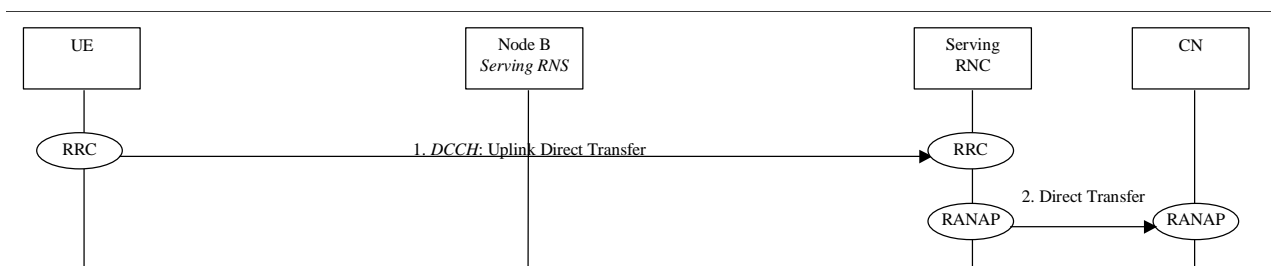 UE
Node B
Serving RNS
Serving
RNC
CN
RRC
1. DCCH: Uplink Direct Transfer
RRC
2. Direct Transfer
RANAP
RANAP